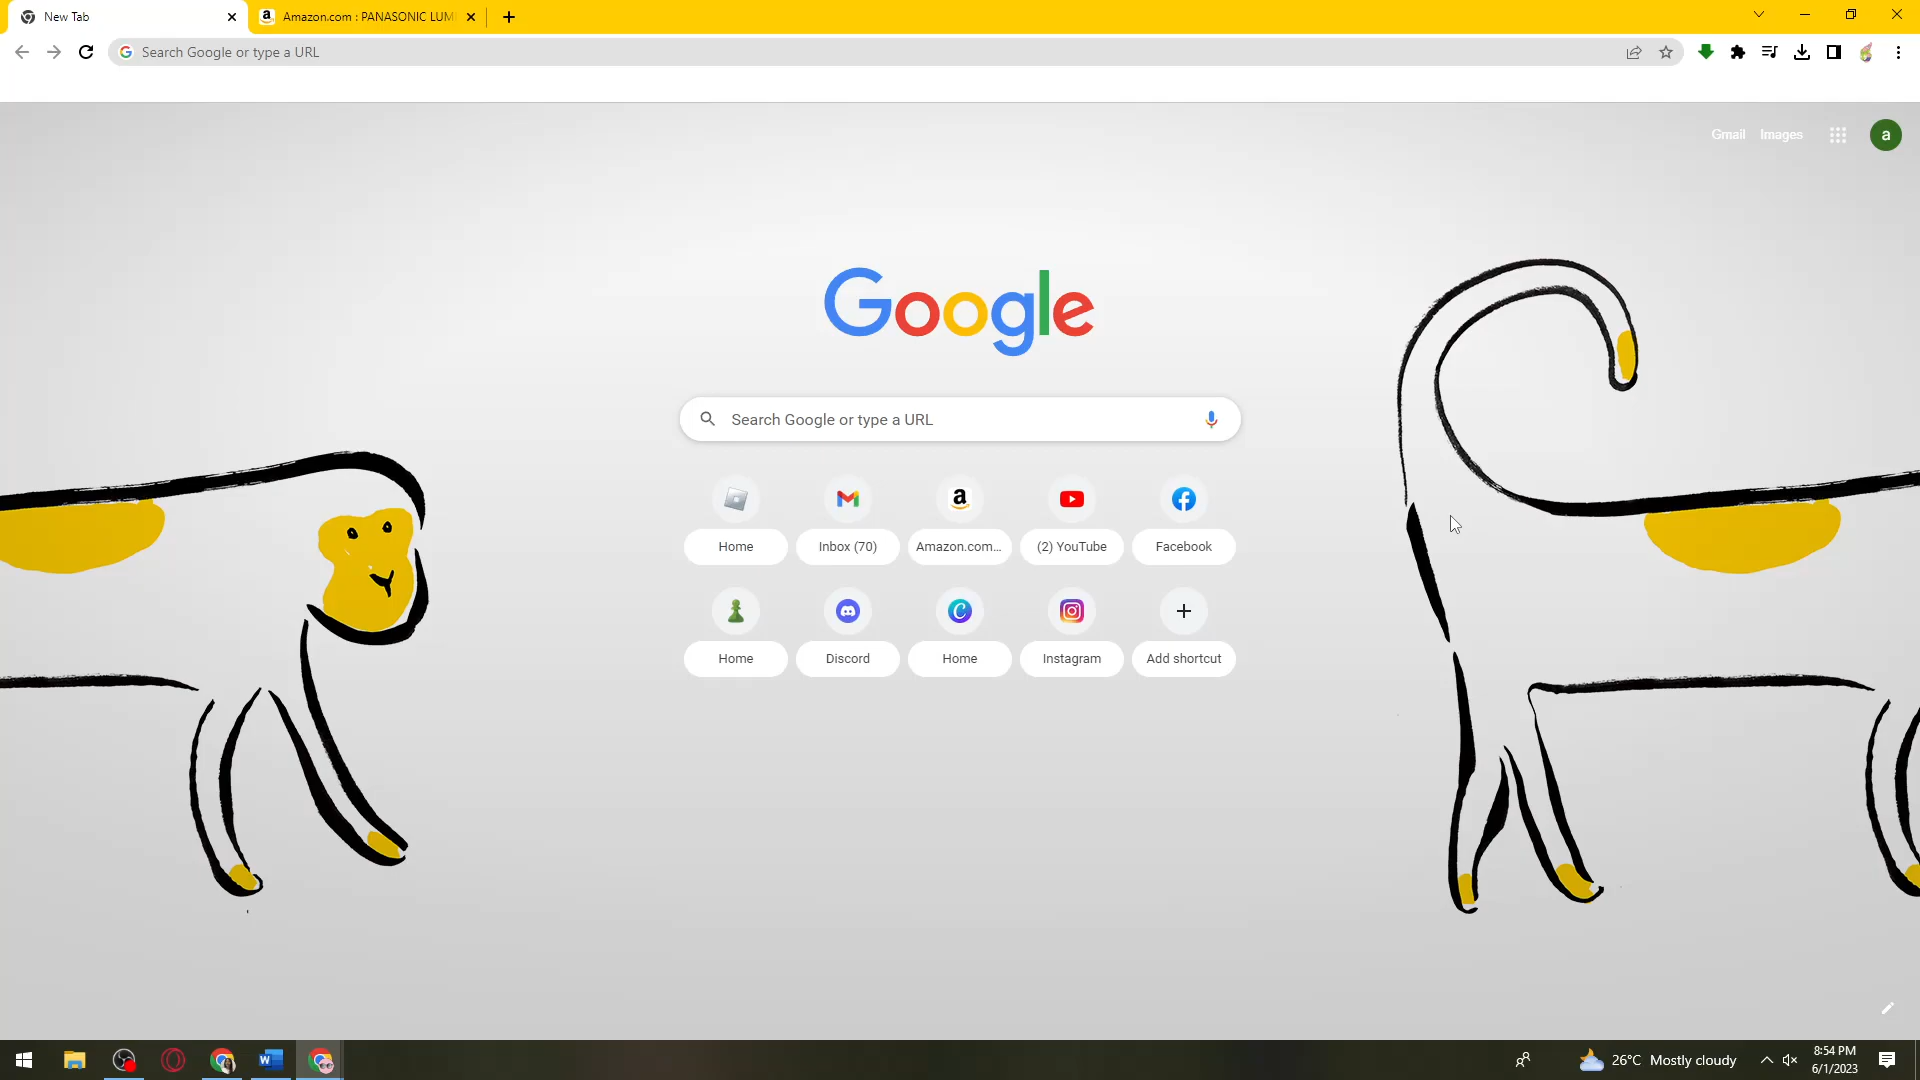 New Tab
Amazon.com : PANASONIC LUM
Search Google or type a URL
Gmail Images
a
Google
Search Google or type a URL
Home Inbox (70) Amazon.com... (2) YouTube Facebook
Home Discord Home Instagram Add shortcut
26°C Mostly cloudy
8:54 PM
6/1/2023